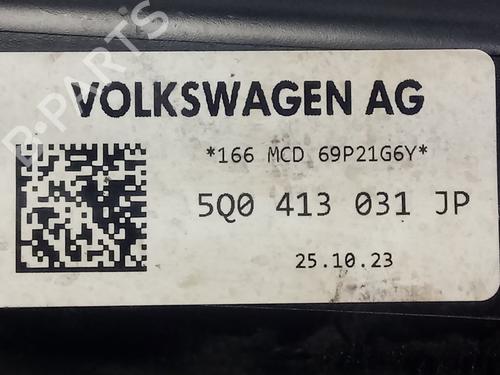 B-PARTS
VOLKSWAGEN AG
*166 MCD 69P21G6Y*
5Q0 413 031 JP
25.10.23